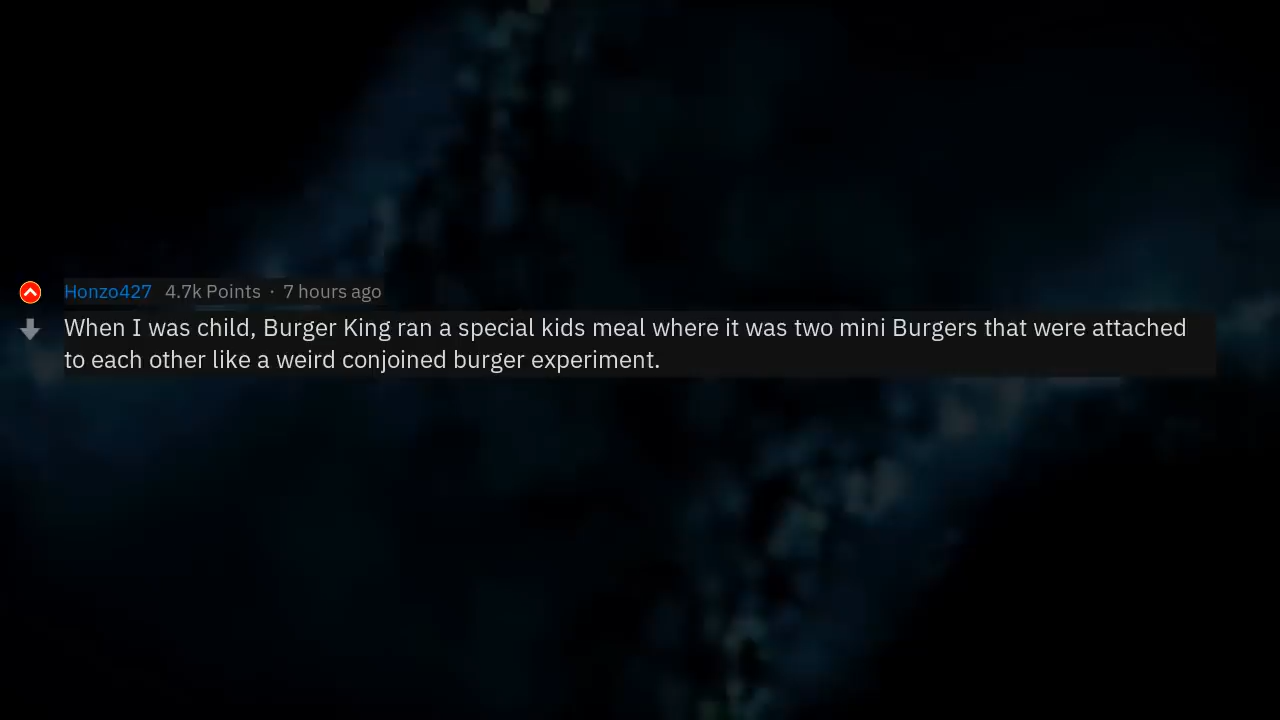 Honzo427 4.7k Points · 7 hours ago
When I was child, Burger King ran a special kids meal where it was two mini Burgers that were attached
to each other like a weird conjoined burger experiment.